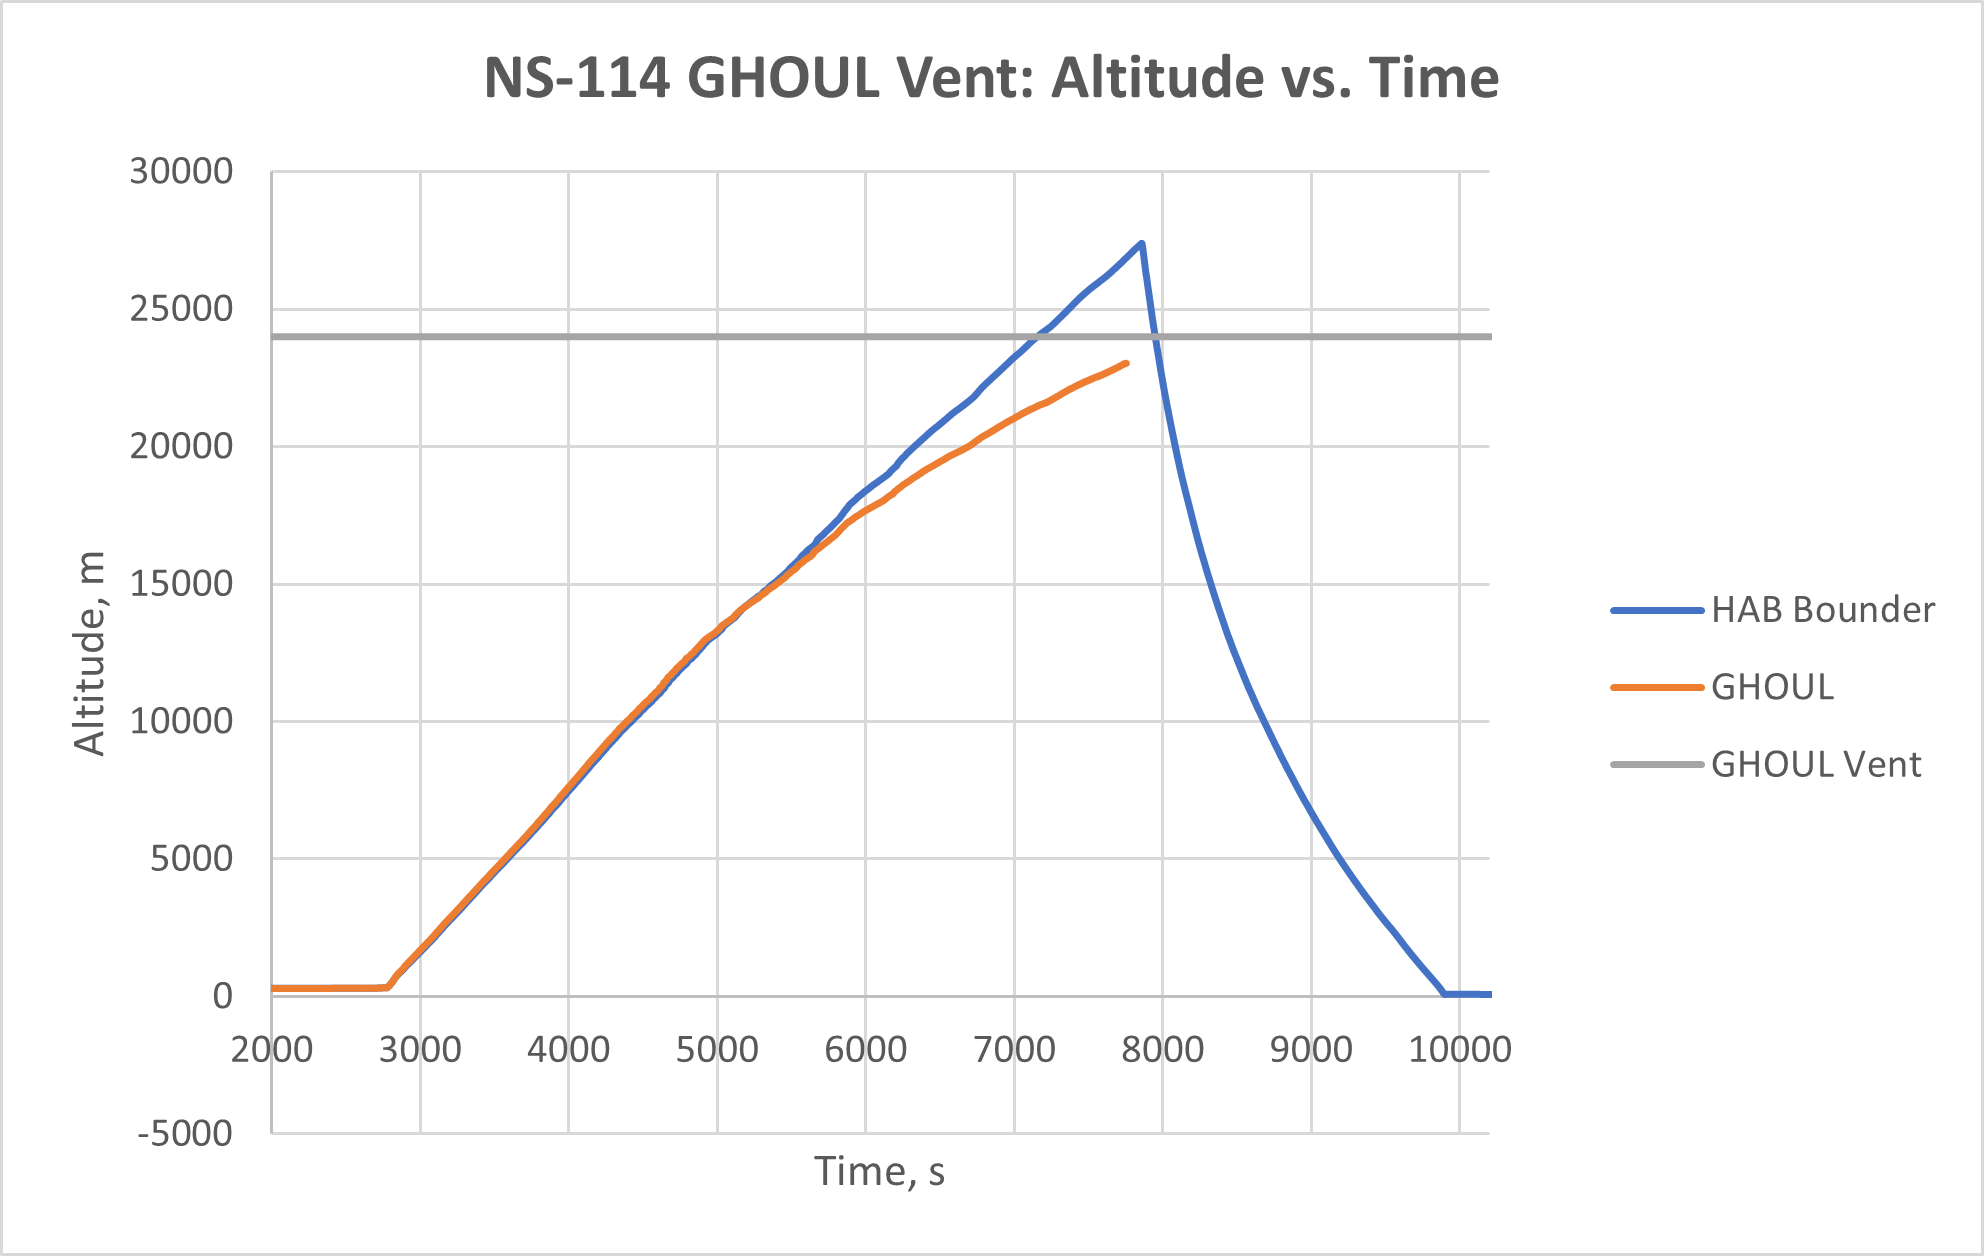 NS-114 GHOUL Vent: Altitude vs. Time
30000
25000
20000
15000
10000
5000
0
-5000
Altitude, m
2000 3000 4000 5000 6000 7000 8000 9000 10000
Time, s
HAB Bounder
GHOUL
GHOUL Vent